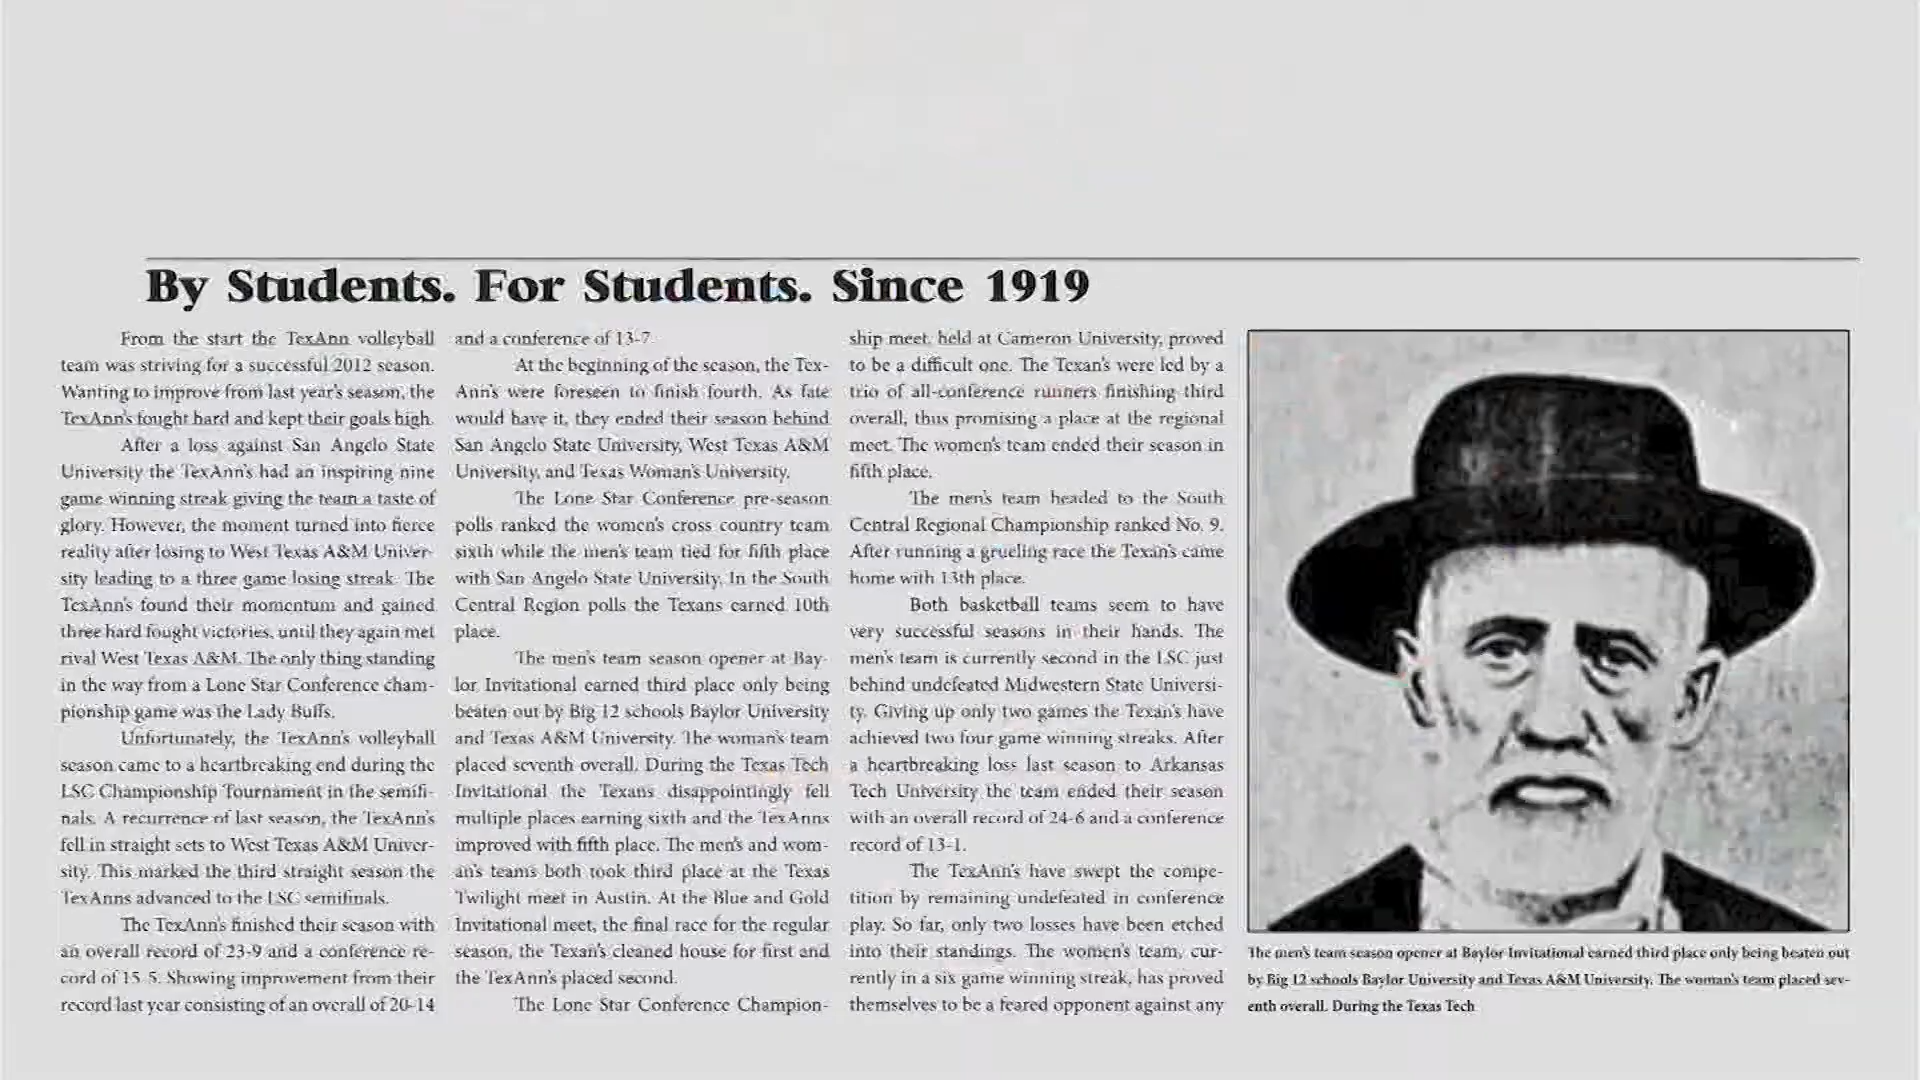 By Students. For Students. Since 1919
From the start the TexAnn volleyball
team was striving for a successful 2012 season.
Wanting to improve from last year's season, the
TexAnn's fought hard and kept their goals high.
After a loss against San Angelo State
University the TexAnn's had an inspiring nine
game winning streak giving the team a taste of
glory. However, the moment turned into fierce
reality after losing to West Texas A&M Univer-
sity leading to a three game losing streak. The
TexAnn's found their momentum and gained
three hard fought victories, until they again met
rival West Texas A&M. The only thing standing
in the way from a Lone Star Conference cham-
pionship game was the Lady Buffs.
Unfortunately, the TexAnn's volleyball
season came to a heartbreaking end during the
LSC Championship Tournament in the semifi-
nals. A recurrence of last season, the TexAnn's
fell in straight sets to West Texas A&M Univer-
sity. This marked the third straight season the
TexAnns advanced to the LSC semifinals.
The TexAnn's finished their season with
an overall record of 23-9 and a conference re-
cord of 15-5. Showing improvement from their
record last year consisting of an overall of 20-14
and a conference of 13-7
At the beginning of the season, the Tex-
Ann's were foreseen to finish fourth. As fate
would have it, they ended their season behind
San Angelo State University, West Texas A&M
University, and Texas Woman's University.
The Lone Star Conference pre-season
polls ranked the women's cross country team
sixth while the men's team tied for fifth place
with San Angelo State University. In the South
Central Region polls the Texans earned 10th
place.
The men's team season opener at Bay-
lor Invitational earned third place only being
beaten out by Big 12 schools Baylor University
and Texas A&M University. The woman's team
placed seventh overall. During the Texas Tech
Invitational the Texans disappointingly fell
multiple places earning sixth and the TexAnns
improved with fifth place. The men's and wom-
an's teams both took third place at the Texas
Twilight meet in Austin. At the Blue and Gold
Invitational meet, the final race for the regular
season, the Texan's cleaned house for first and
the TexAnn's placed second.
The Lone Star Conference Champion-
ship meet, held at Cameron University, proved
to be a difficult one. The Texan's were led by a
trio of all-conference runners finishing third
overall, thus promising a place at the regional
meet. The women's team ended their season in
fifth place.
The men's team headed to the South
Central Regional Championship ranked No. 9.
After running a grueling race the Texan's came
home with 13th place.
Both basketball teams seem to have
very successful seasons in their hands. The
men's team is currently second in the LSC just
behind undefeated Midwestern State Universi-
ty. Giving up only two games the Texan's have
achieved two four game winning streaks. After
a heartbreaking loss last season to Arkansas
Tech University the team ended their season
with an overall record of 24-6 and a conference
record of 13-1.
The TexAnn's have swept the compe-
tition by remaining undefeated in conference
play. So far, only two losses have been etched
into their standings. The women's team, cur-
rently in a six game winning streak, has proved
themselves to be a feared opponent against any
The men's team season opener at Baylor Invitational earned third place only being beaten out
by Big 12 schools Baylor University and Texas A&M University. The woman's team placed sev-
enth overall. During the Texas Tech